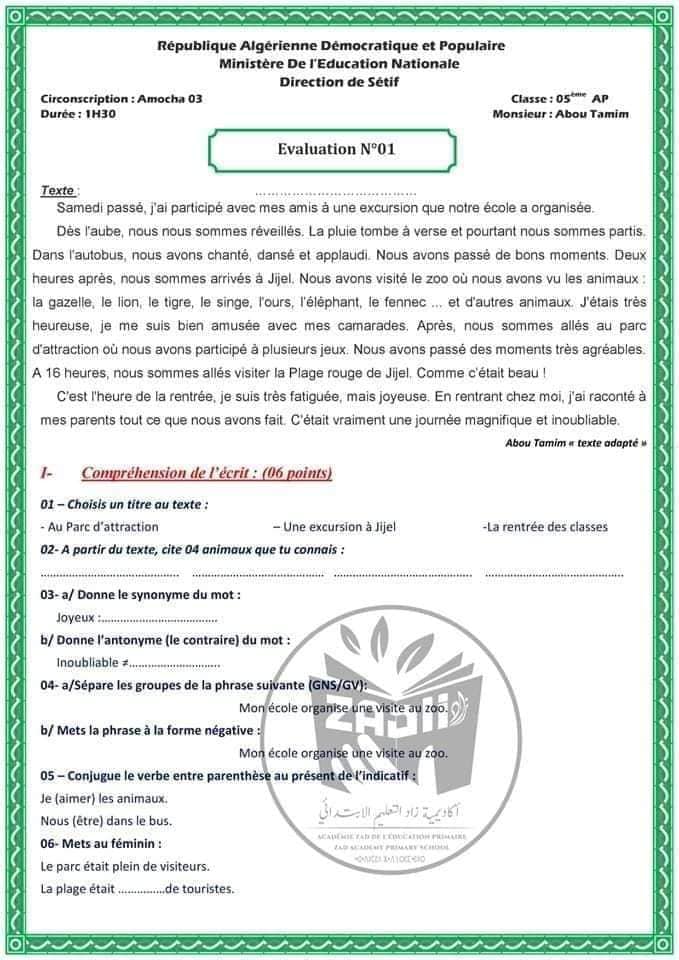 République Algérienne Démocratique et Populaire
Ministère De l'Education Nationale
Direction de Sétif
Circonscription : Amocha 03
Classe : 05ème AP
Durée : 1H30
Monsieur : Abou Tamim
Evaluation N°01
Texte : ……………………………………
Samedi passé, j'ai participé avec mes amis à une excursion que notre école a organisée.
Dès l'aube, nous nous sommes réveillés. La pluie tombe à verse et pourtant nous sommes partis.
Dans l'autobus, nous avons chanté, dansé et applaudi. Nous avons passé de bons moments. Deux
heures après, nous sommes arrivés à Jijel. Nous avons visité le zoo où nous avons vu les animaux :
la gazelle, le lion, le tigre, le singe, l'ours, l'éléphant, le fennec ... et d'autres animaux. J'étais très
heureuse, je me suis bien amusée avec mes camarades. Après, nous sommes allés au parc
d'attraction où nous avons participé à plusieurs jeux. Nous avons passé des moments très agréables.
A 16 heures, nous sommes allés visiter la Plage rouge de Jijel. Comme c'était beau !
C'est l'heure de la rentrée, je suis très fatiguée, mais joyeuse. En rentrant chez moi, j'ai raconté à
mes parents tout ce que nous avons fait. C'était vraiment une journée magnifique et inoubliable.
Abou Tamim « texte adapté »
I- Compréhension de l'écrit : (06 points)
01 – Choisis un titre au texte :
- Au Parc d'attraction – Une excursion à Jijel -La rentrée des classes
02- A partir du texte, cite 04 animaux que tu connais :
…………………………………… ………………………………… …………………………………… ……………………………………
03- a/ Donne le synonyme du mot :
Joyeux :………………………………
b/ Donne l'antonyme (le contraire) du mot :
Inoubliable ≠………………………..
04- a/Sépare les groupes de la phrase suivante (GNS/GV):
Mon école organise une visite au zoo.
b/ Mets la phrase à la forme négative :
Mon école organise une visite au zoo.
05 – Conjugue le verbe entre parenthèse au présent de l'indicatif :
Je (aimer) les animaux.
Nous (être) dans le bus.
06- Mets au féminin :
Le parc était plein de visiteurs.
La plage était ……………de touristes.
أكاديمية زاد التعليم الابتدائي
ACADÉMIE ZAD DE L'ÉDUCATION PRIMAIRE
ZAD ACADEMY PRIMARY SCHOOL